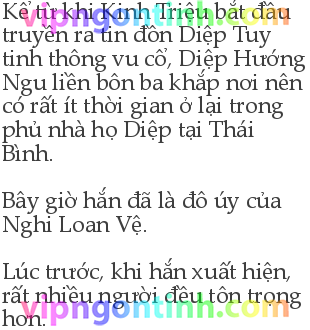 Kể từ khi Kinh Triệu bắt đầu
truyền ra tin đồn Diệp Tuy
tinh thông vu cổ, Diệp Hướng
Ngu liền bôn ba khắp nơi nên
có rất ít thời gian ở lại trong
phủ nhà họ Diệp tại Thái
Bình.
Bây giờ hắn đã là đô úy của
Nghi Loan Vệ.
Lúc trước, khi hắn xuất hiện,
rất nhiều người đều tôn trọng
hơn.
vipngontinh.com
vipngontinh.com